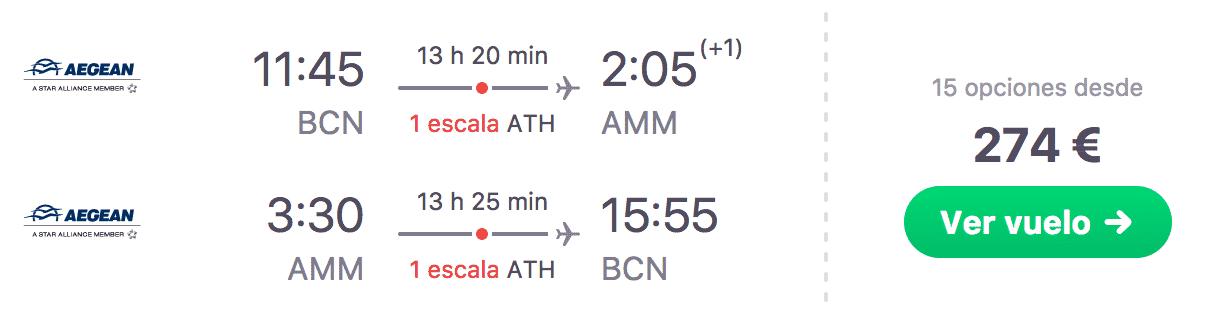 AEGEAN
A STAR ALLIANCE MEMBER
11:45
BCN
13 h 20 min
1 escala ATH
2:05 (+1)
AMM
AEGEAN
A STAR ALLIANCE MEMBER
3:30
AMM
13 h 25 min
1 escala ATH
15:55
BCN
15 opciones desde
274 €
Ver vuelo →